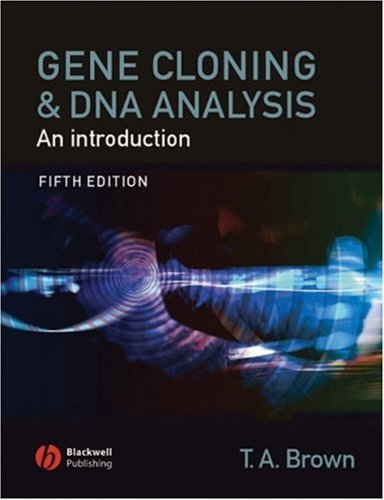 GENE CLONING
& DNA ANALYSIS
An introduction
FIFTH EDITION
Blackwell
Publishing
T. A. Brown